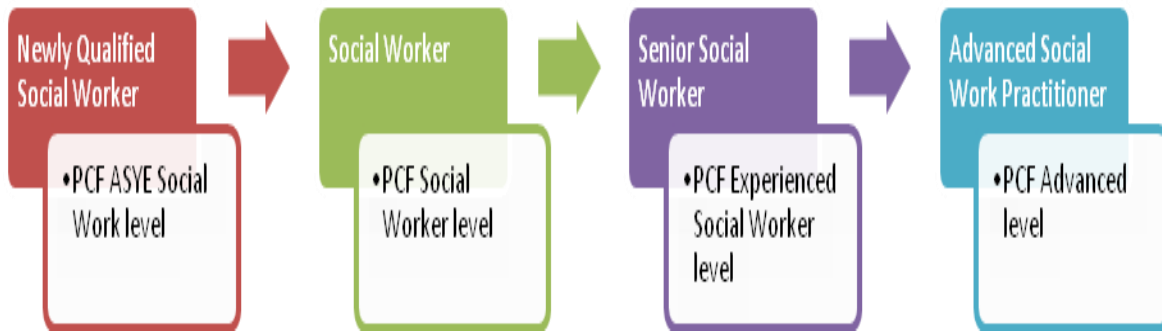 Newly Qualified
Social Worker
•PCF ASYE Social
Work level
Social Worker
•PCF Social
Worker level
Senior Social
Worker
•PCF Experienced
Social Worker
level
Advanced Social
Work Practitioner
•PCF Advanced
level